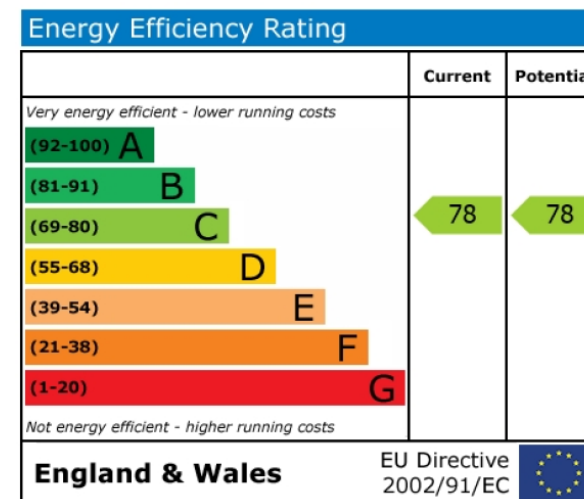 Energy Efficiency Rating
Current Potentia
Very energy efficient - lower running costs
(92-100) A
(81-91) B
(69-80) C
78 78
(55-68) D
(39-54) E
(21-38) F
(1-20) G
Not energy efficient - higher running costs
England & Wales
EU Directive
2002/91/EC